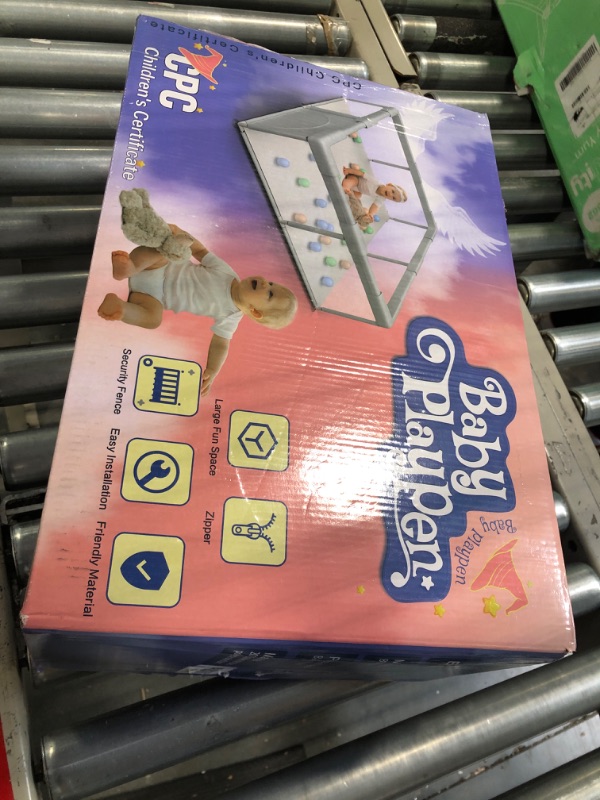 CPC Children's Certificate
CPC
Children's Certificate
Baby
Playpen
Baby Playpen
Large Fun Space
Zipper
Security Fence
Easy Installation
Friendly Material